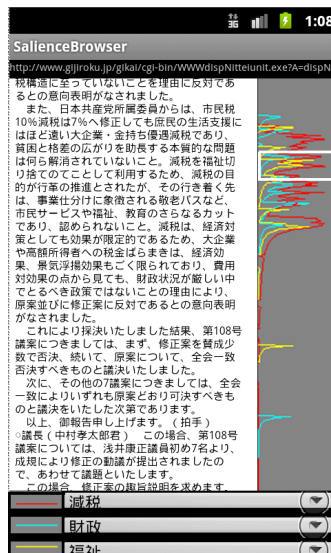 3G 1:08
SalienceBrowser
http://www.gijiroku.jp/gikai/cgi-bin/WWWdispNitteiunit.exe?A=dispN
税構造に至っていないことを理由に反対であ
るとの意向表明がなされました。
また、日本共産党所属委員からは、市民税
10％減税は7％へ修正しても庶民の生活支援に
はほど遠い大企業・金持ち優遇減税であり、
貧困と格差の広がりを助長する本質的な問題
は何ら解消されていないこと。減税を福祉切
り捨てのてことして利用するため、減税の目
的が行革の推進とされたが、その行き着く先
は、事業仕分けに象徴される敬老パスなど、
市民サービスや福祉、教育のさらなるカット
であり、認められないこと。減税は、経済対
策としても効果が限定的であるため、大企業
や高額所得者への税金ばらまきは、経済効
果、景気浮揚効果もごく限られており、費用
対効果の点から見ても、財政状況が厳しい中
でとるべき政策ではないことの理由により、
原案並びに修正案に反対であるとの意向表明
がなされました。
これにより採決いたしました結果、第108号
議案につきましては、まず、修正案を賛成少
数で否決、続いて、原案について、全会一致
否決すべきものと議決いたしました。
次に、その他の7議案につきましては、全会
一致によりいずれも原案どおり可決すべきも
のと議決をいたした次第であります。
以上、御報告申し上げます。（拍手）
○議長（中村孝太郎君） この場合、第108号
議案については、浅井康正議員初め7名より、
成規により修正の動議が提出されましたの
で、あわせて議題といたします。
この場合、修正案の趣旨説明を求めます。
減税
財政
福祉